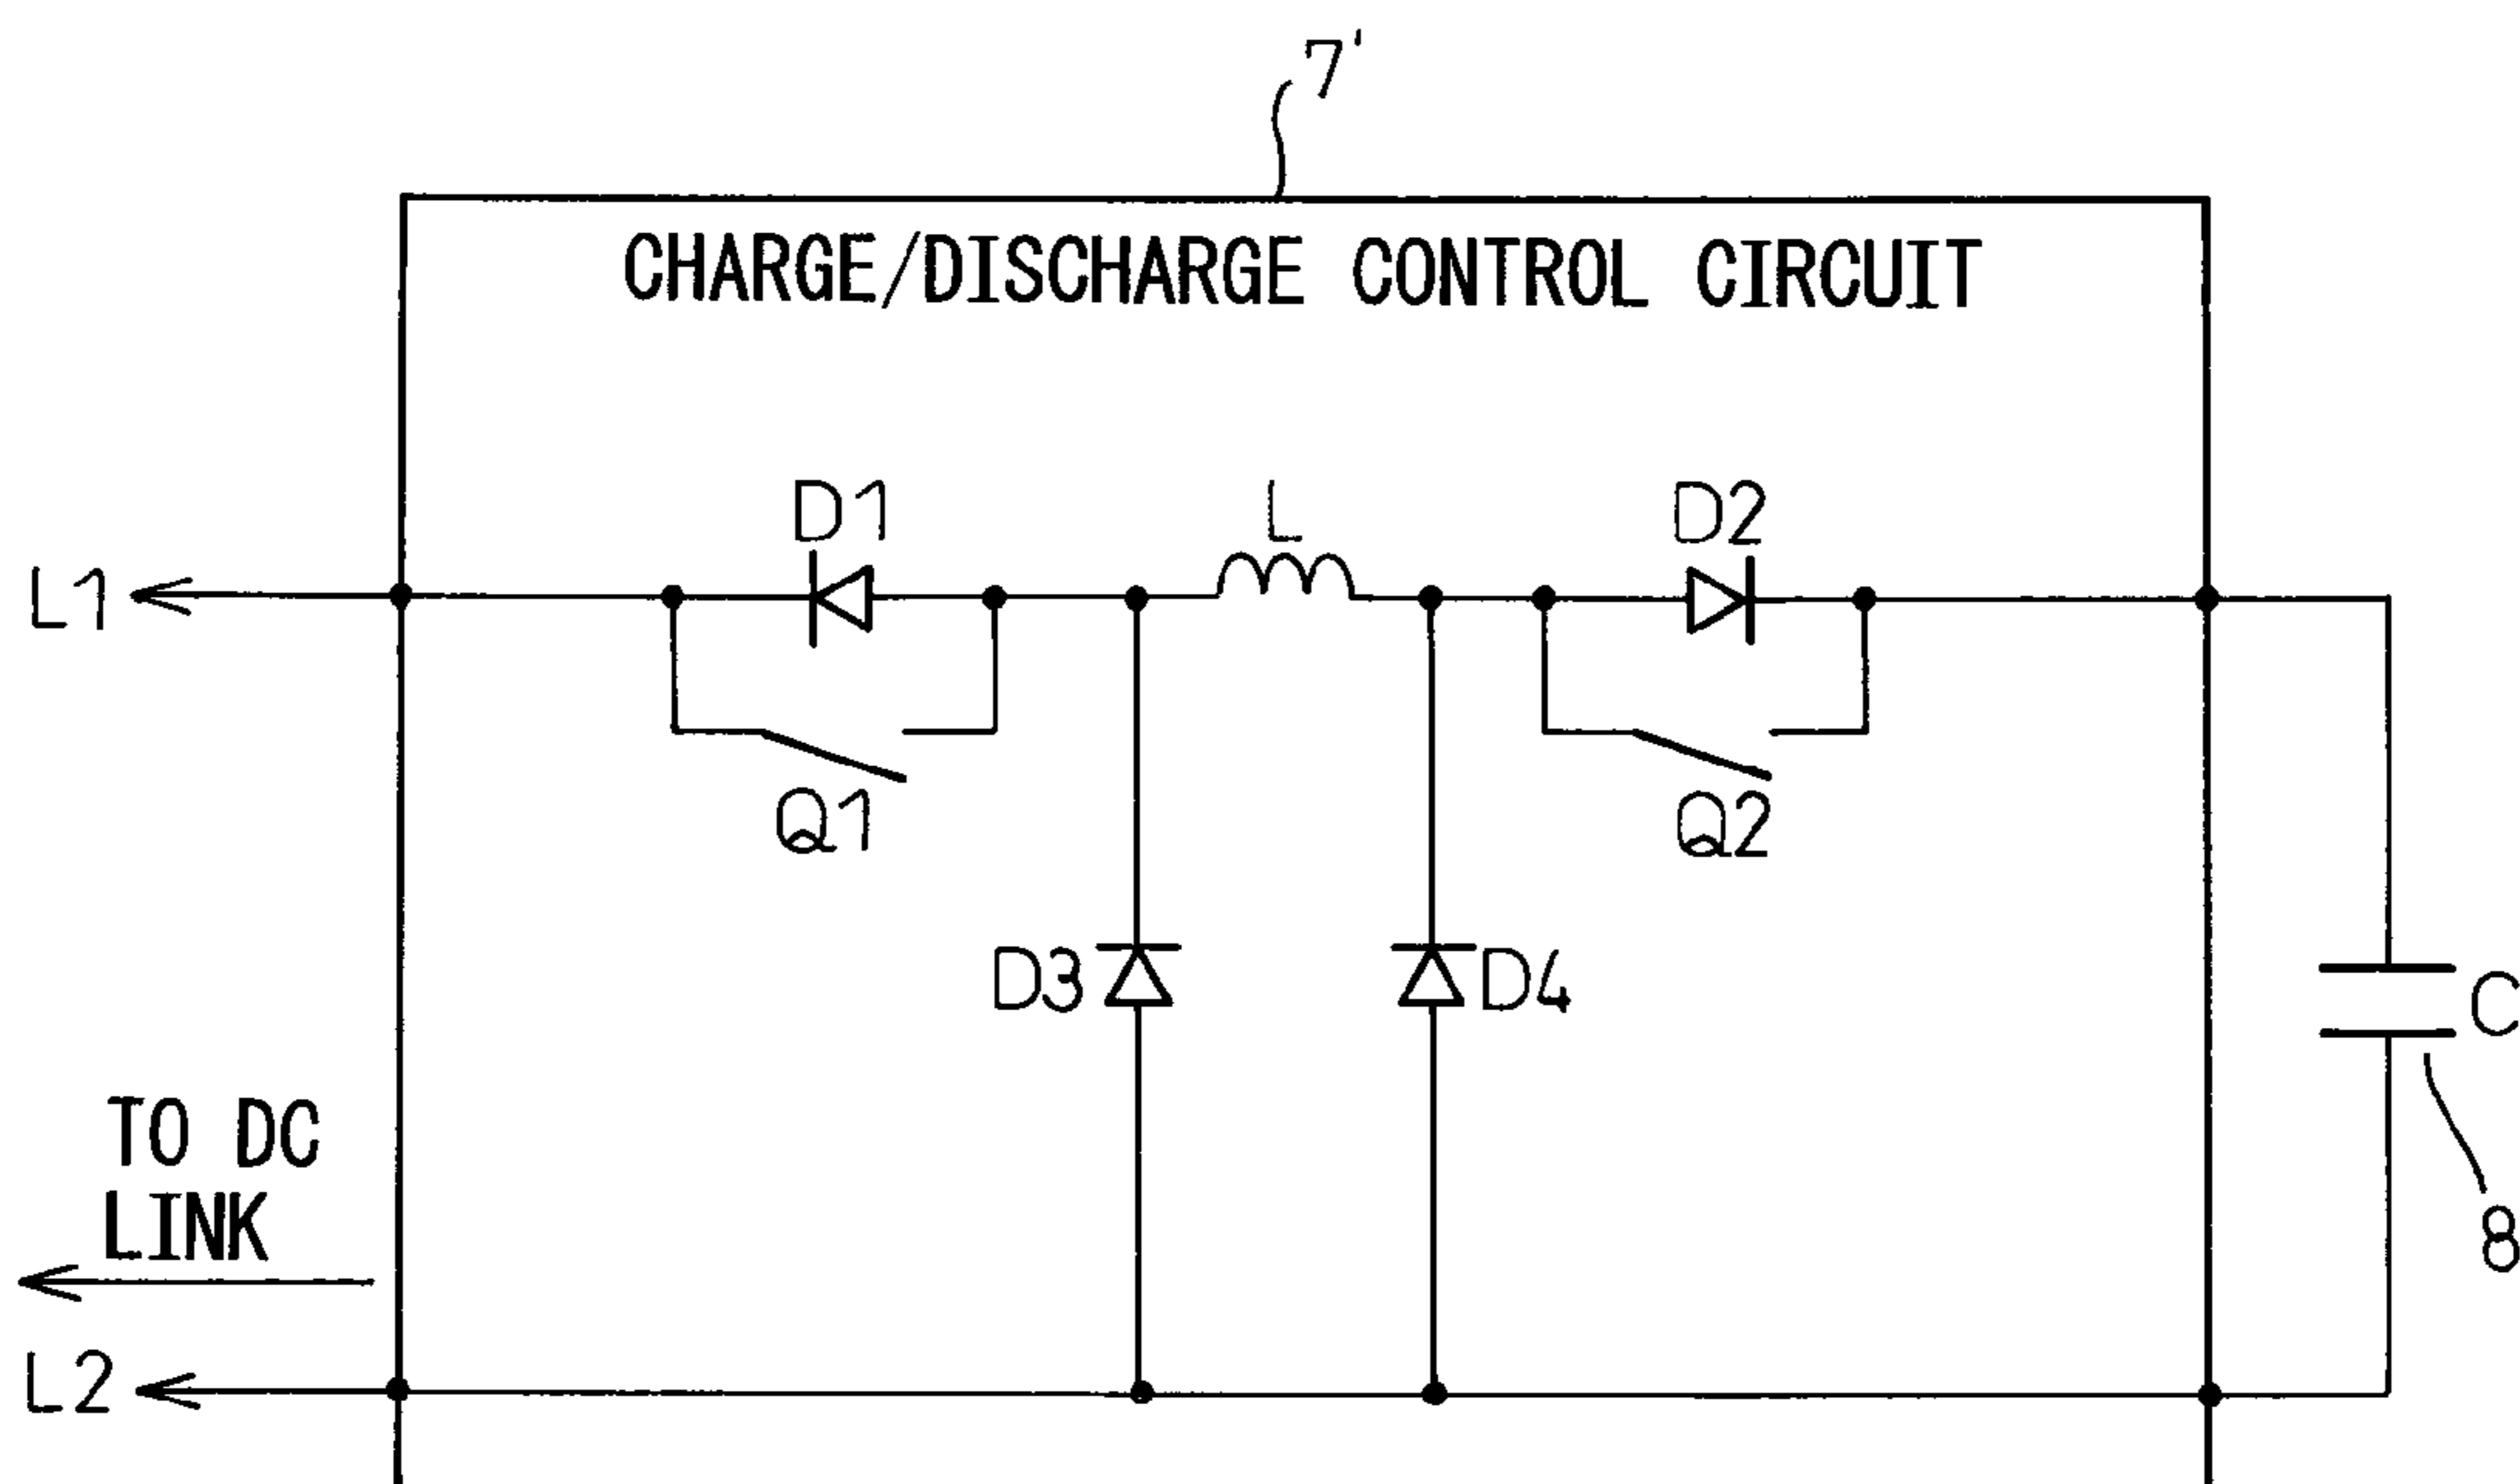 7'
CHARGE/DISCHARGE CONTROL CIRCUIT
D1
L
D2
L1
Q1
Q2
D3
D4
C
TO DC
LINK
8
L2